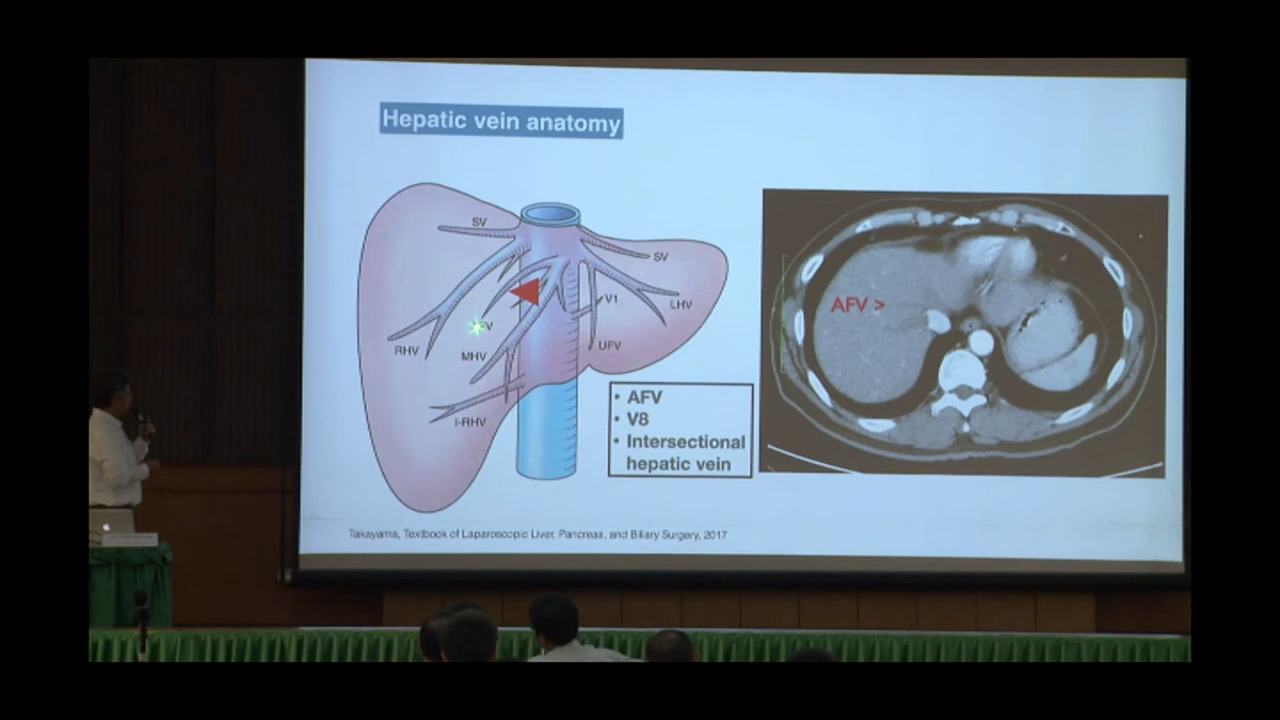 Hepatic vein anatomy
SV
SV
V1
LHV
RHV
MHV
UFV
i-RHV
AFV >
• AFV
• V8
• Intersectional
hepatic vein
Takayama, Textbook of Laparoscopic Liver, Pancreas, and Biliary Surgery, 2017